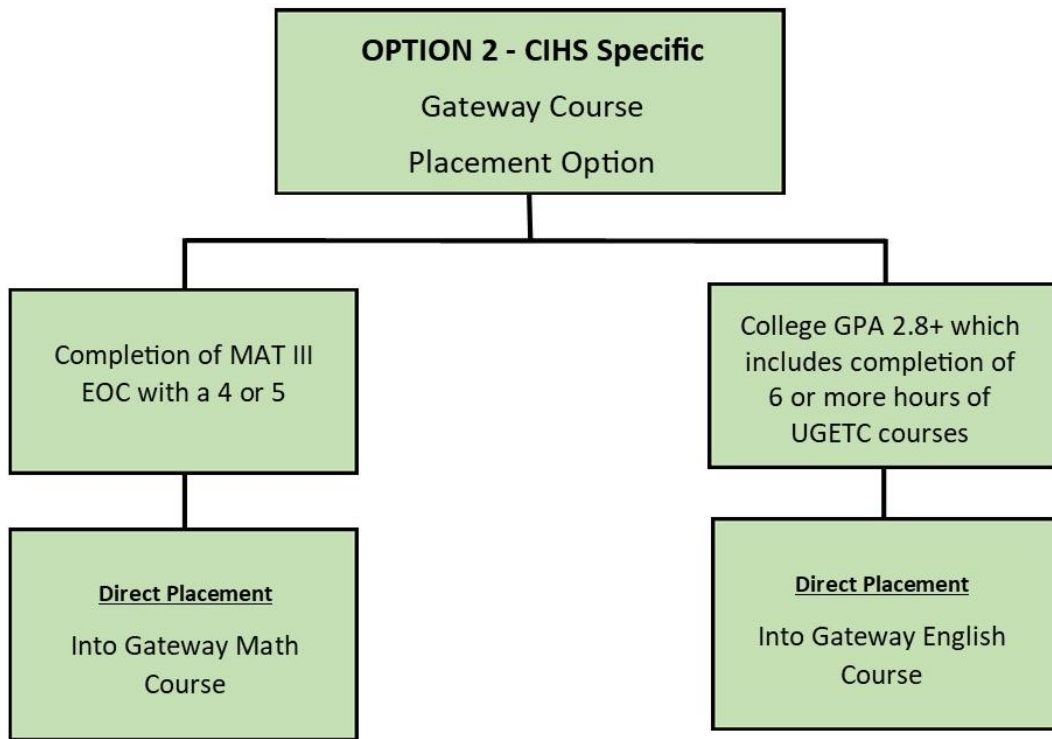 OPTION 2 - CIHS Specific
Gateway Course
Placement Option
Completion of MAT III
EOC with a 4 or 5
College GPA 2.8+ which
includes completion of
6 or more hours of
UGETC courses
Direct Placement
Into Gateway Math
Course
Direct Placement
Into Gateway English
Course